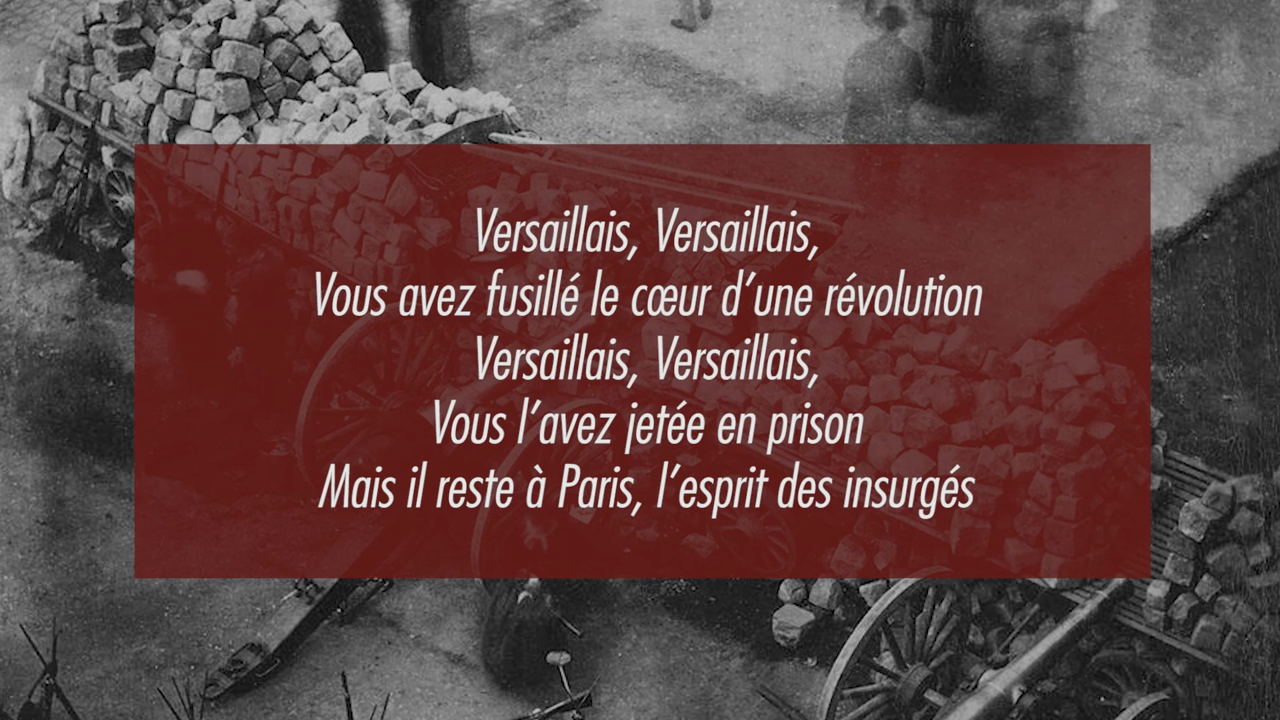 Versaillais, Versaillais,
Vous avez fusillé le cœur d’une révolution
Versaillais, Versaillais,
Vous l’avez jetée en prison
Mais il reste à Paris, l’esprit des insurgés